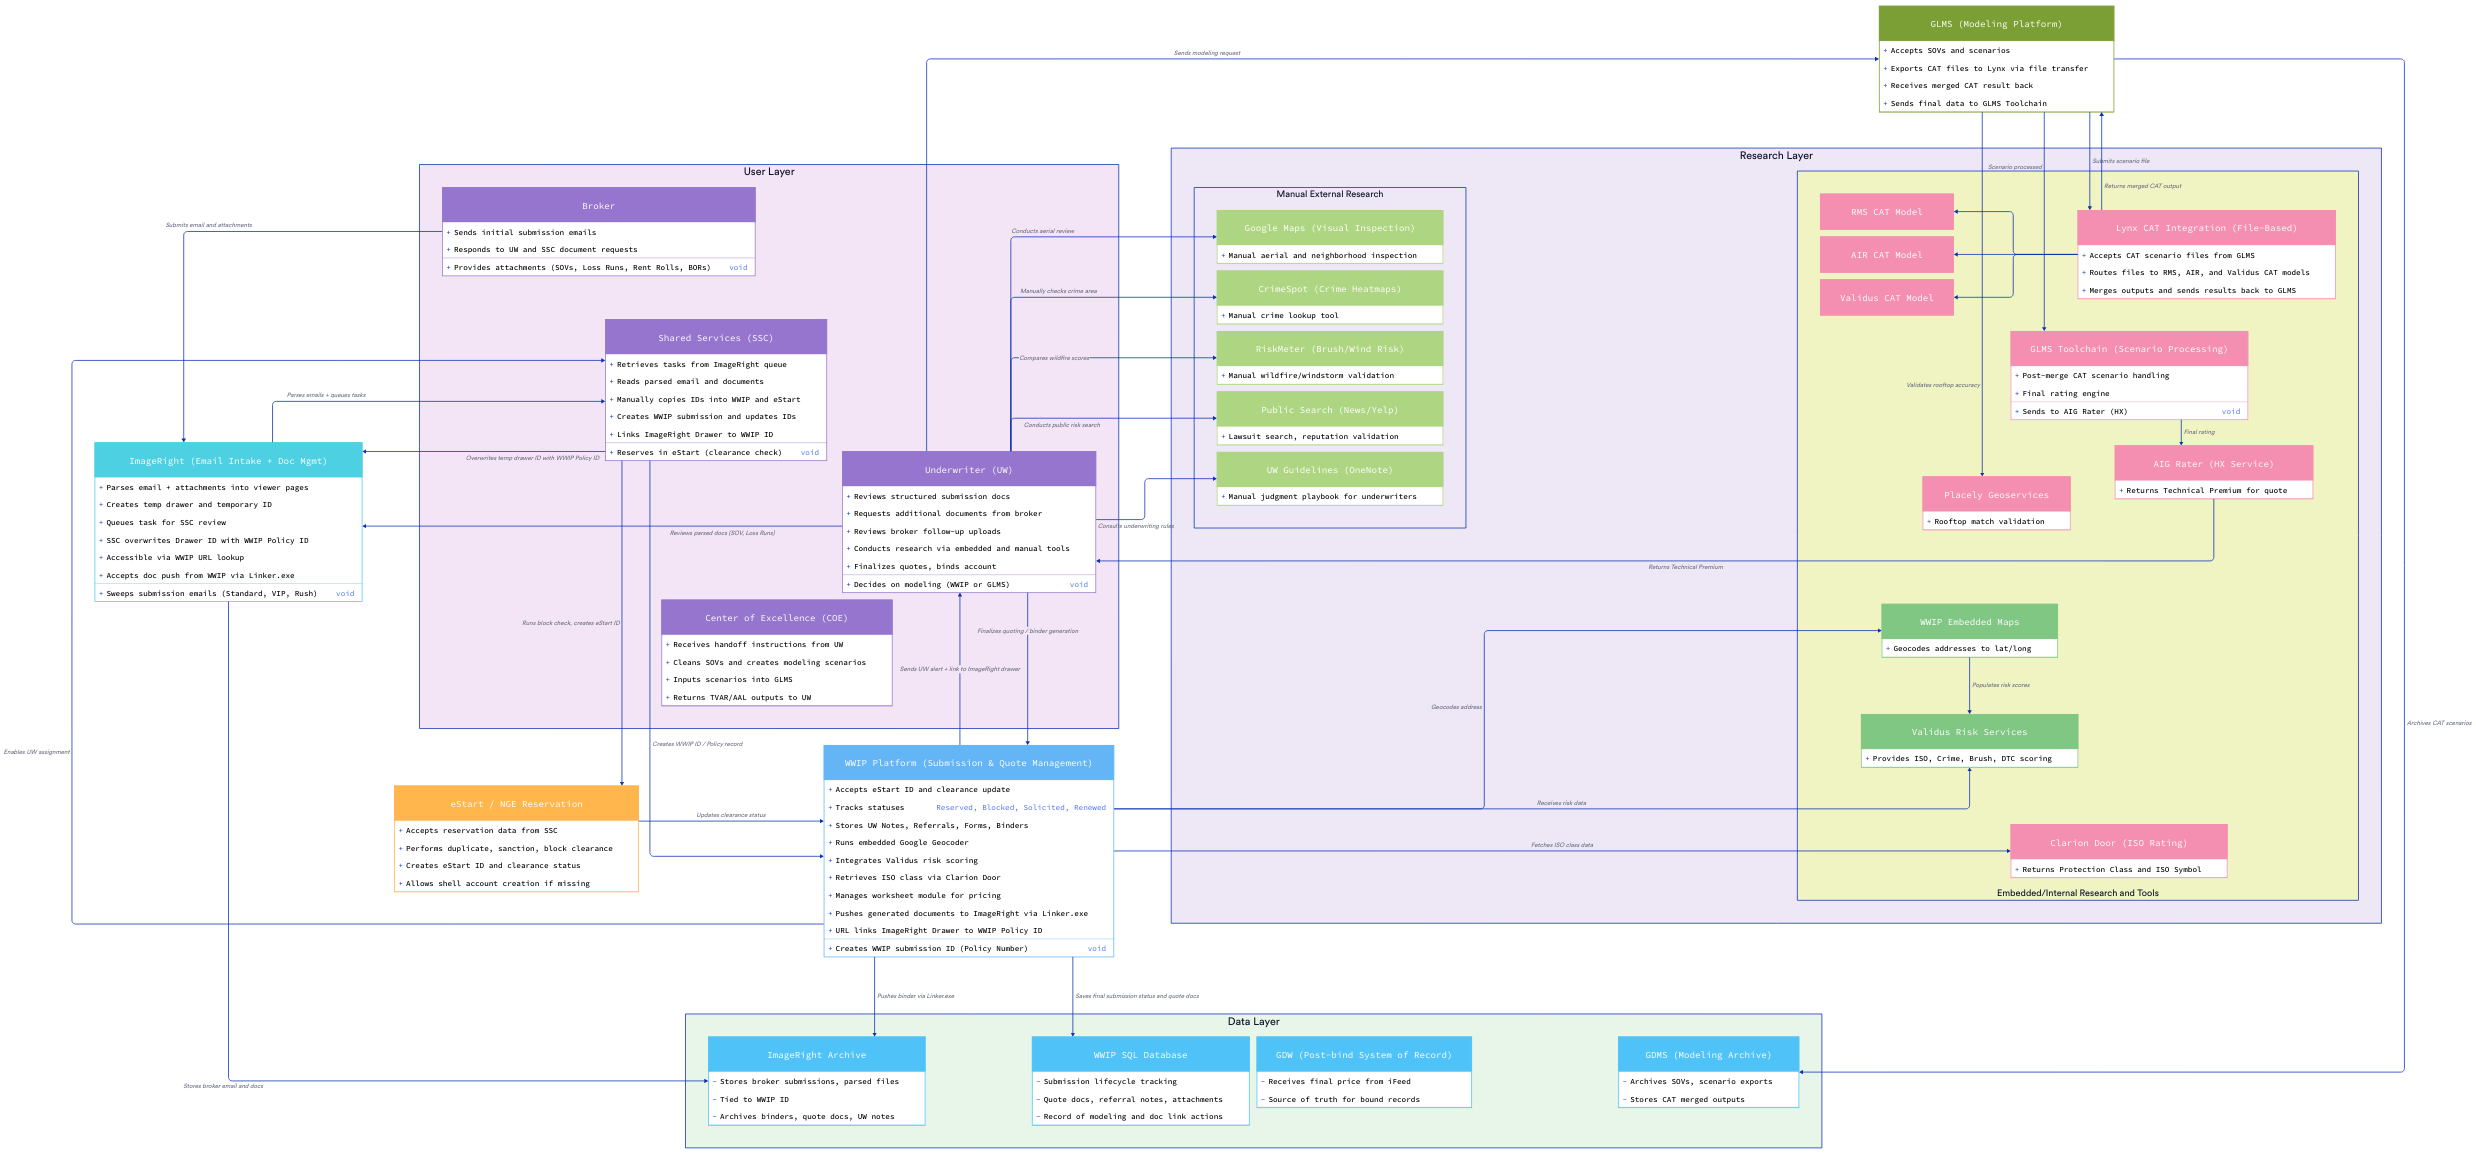 GLMS (Modeling Platform)
+ Accepts SOVs and scenarios
+ Exports CAT files to Lynx via file transfer
+ Receives merged CAT result back
+ Sends final data to GLMS Toolchain
Sends modeling request
Research Layer
Submits scenario file
Scenario processed
Returns merged CAT output
User Layer
Broker
+ Sends initial submission emails
+ Responds to UW and SSC document requests
+ Provides attachments (SOVs, Loss Runs, Rent Rolls, BORs) void
Submits email and attachments
Manual External Research
Google Maps (Visual Inspection)
+ Manual aerial and neighborhood inspection
Conducts aerial review
CrimeSpot (Crime Heatmaps)
+ Manual crime lookup tool
Manually checks crime area
RiskMeter (Brush/Wind Risk)
+ Manual wildfire/windstorm validation
Compares wildfire scores
Public Search (News/Yelp)
+ Lawsuit search, reputation validation
Conducts public risk search
UW Guidelines (OneNote)
+ Manual judgment playbook for underwriters
Consults underwriting rules
RMS CAT Model
AIR CAT Model
Validus CAT Model
Lynx CAT Integration (File-Based)
+ Accepts CAT scenario files from GLMS
+ Routes files to RMS, AIR, and Validus CAT models
+ Merges outputs and sends results back to GLMS
GLMS Toolchain (Scenario Processing)
+ Post-merge CAT scenario handling
+ Final rating engine
+ Sends to AIG Rater (HX) void
Validates rooftop accuracy
Final rating
AIG Rater (HX Service)
+ Returns Technical Premium for quote
Placely Geoservices
+ Rooftop match validation
Returns Technical Premium
Shared Services (SSC)
+ Retrieves tasks from ImageRight queue
+ Reads parsed email and documents
+ Manually copies IDs into WWIP and eStart
+ Creates WWIP submission and updates IDs
+ Links ImageRight Drawer to WWIP ID
+ Reserves in eStart (clearance check) void
Parses emails + queues tasks
Overwrites temp drawer ID with WWIP Policy ID
ImageRight (Email Intake + Doc Mgmt)
+ Parses email + attachments into viewer pages
+ Creates temp drawer and temporary ID
+ Queues task for SSC review
+ SSC overwrites Drawer ID with WWIP Policy ID
+ Accessible via WWIP URL lookup
+ Accepts doc push from WWIP via Linker.exe
+ Sweeps submission emails (Standard, VIP, Rush) void
Underwriter (UW)
+ Reviews structured submission docs
+ Requests additional documents from broker
+ Reviews broker follow-up uploads
+ Conducts research via embedded and manual tools
+ Finalizes quotes, binds account
+ Decides on modeling (WWIP or GLMS) void
Reviews parsed docs (SOV, Loss Runs)
Center of Excellence (COE)
+ Receives handoff instructions from UW
+ Cleans SOVs and creates modeling scenarios
+ Inputs scenarios into GLMS
+ Returns TVAR/AAL outputs to UW
Runs block check, creates eStart ID
Finalizes quoting / binder generation
Sends UW alert + link to ImageRight drawer
WWIP Embedded Maps
+ Geocodes addresses to lat/long
Populates risk scores
Geocodes address
Validus Risk Services
+ Provides ISO, Crime, Brush, DTC scoring
Archives CAT scenarios
Enables UW assignment
Creates WWIP ID / Policy record
WWIP Platform (Submission & Quote Management)
+ Accepts eStart ID and clearance update
+ Tracks statuses Reserved, Blocked, Solicited, Renewed
+ Stores UW Notes, Referrals, Forms, Binders
+ Runs embedded Google Geocoder
+ Integrates Validus risk scoring
+ Retrieves ISO class via Clarion Door
+ Manages worksheet module for pricing
+ Pushes generated documents to ImageRight via Linker.exe
+ URL links ImageRight Drawer to WWIP Policy ID
+ Creates WWIP submission ID (Policy Number) void
eStart / NGE Reservation
+ Accepts reservation data from SSC
+ Performs duplicate, sanction, block clearance
+ Creates eStart ID and clearance status
+ Allows shell account creation if missing
Updates clearance status
Receives risk data
Fetches ISO class data
Clarion Door (ISO Rating)
+ Returns Protection Class and ISO Symbol
Embedded/Internal Research and Tools
Pushes binder via Linker.exe
Saves final submission status and quote docs
Data Layer
Stores broker email and docs
ImageRight Archive
- Stores broker submissions, parsed files
- Tied to WWIP ID
- Archives binders, quote docs, UW notes
WWIP SQL Database
- Submission lifecycle tracking
- Quote docs, referral notes, attachments
- Record of modeling and doc link actions
GDW (Post-bind System of Record)
- Receives final price from iFeed
- Source of truth for bound records
GDMS (Modeling Archive)
- Archives SOVs, scenario exports
- Stores CAT merged outputs